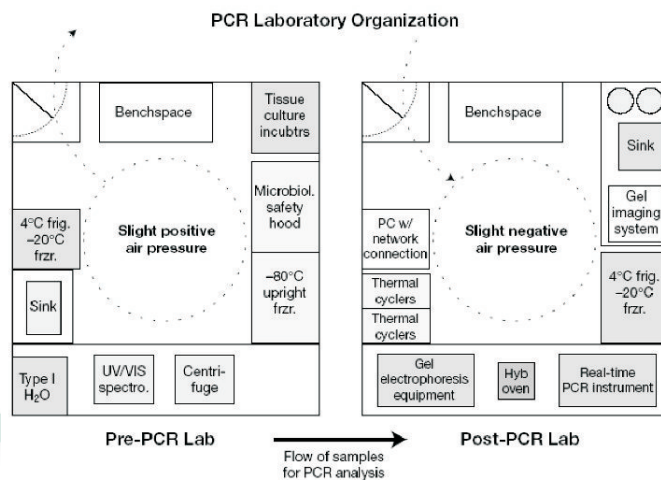 PCR Laboratory Organization
Benchspace
Tissue
culture
incubtrs
Microbiol.
safety
hood
Slight positive
air pressure
4°C frig.
–20°C
frzr.
–80°C
upright
frzr.
Sink
Type I
H₂O
UV/VIS
spectro.
Centri-
fuge
Pre-PCR Lab
Benchspace
Sink
Gel
imaging
system
PC w/
network
connection
Slight negative
air pressure
Thermal
cyclers
Thermal
cyclers
4°C frig.
–20°C
frzr.
Gel
electrophoresis
equipment
Hyb
oven
Real-time
PCR instrument
Post-PCR Lab
Flow of samples
for PCR analysis